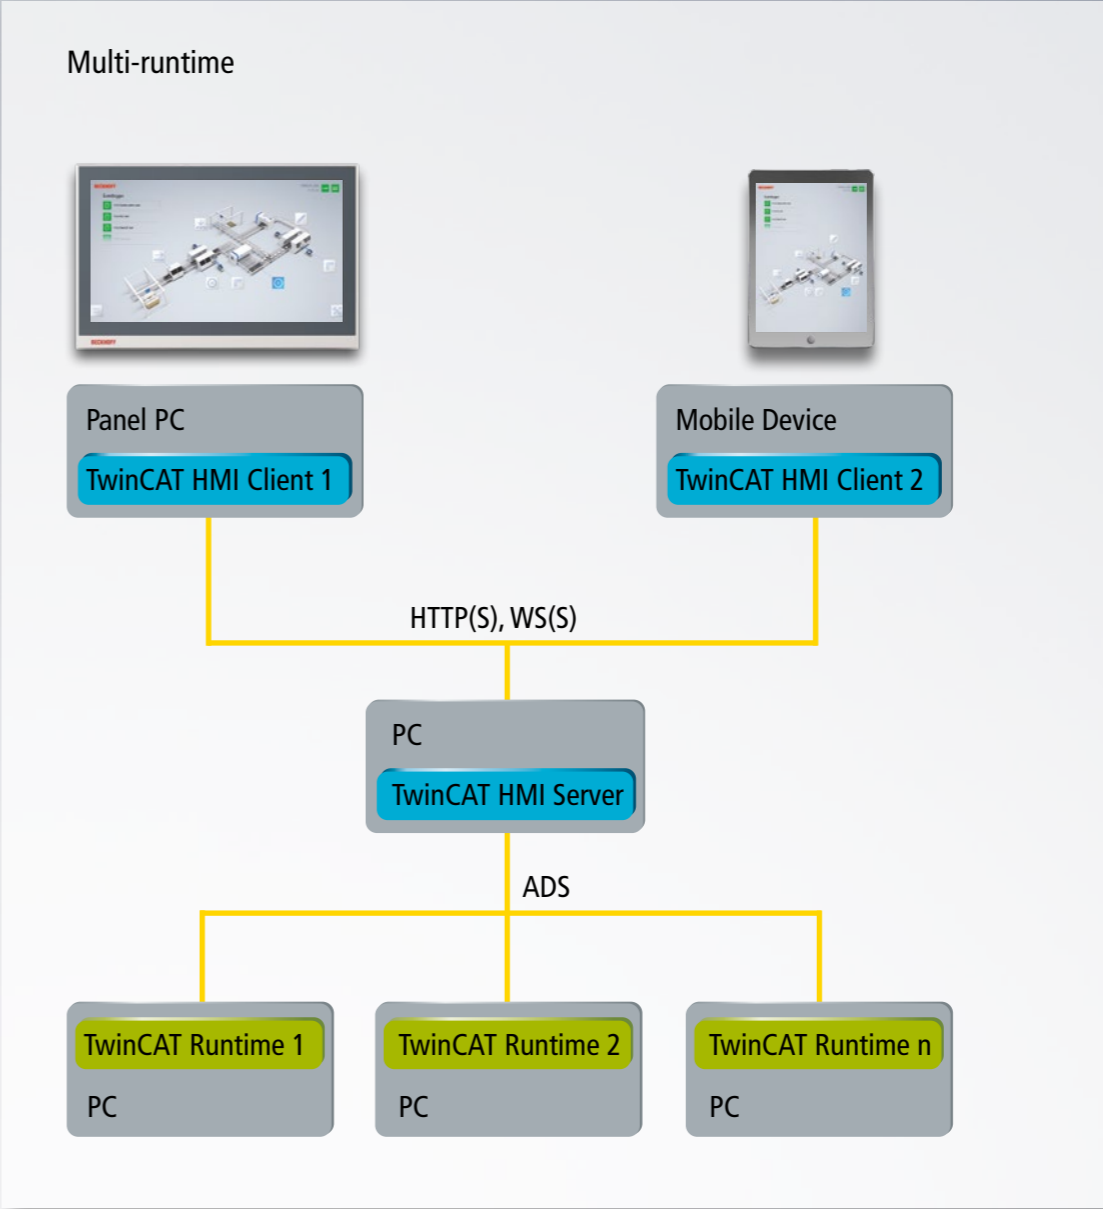 Multi-runtime
BECKHOFF
Panel PC
Mobile Device
TwinCAT HMI Client 1
TwinCAT HMI Client 2
HTTP(S), WS(S)
PC
TwinCAT HMI Server
ADS
TwinCAT Runtime 1
TwinCAT Runtime 2
TwinCAT Runtime n
PC
PC
PC